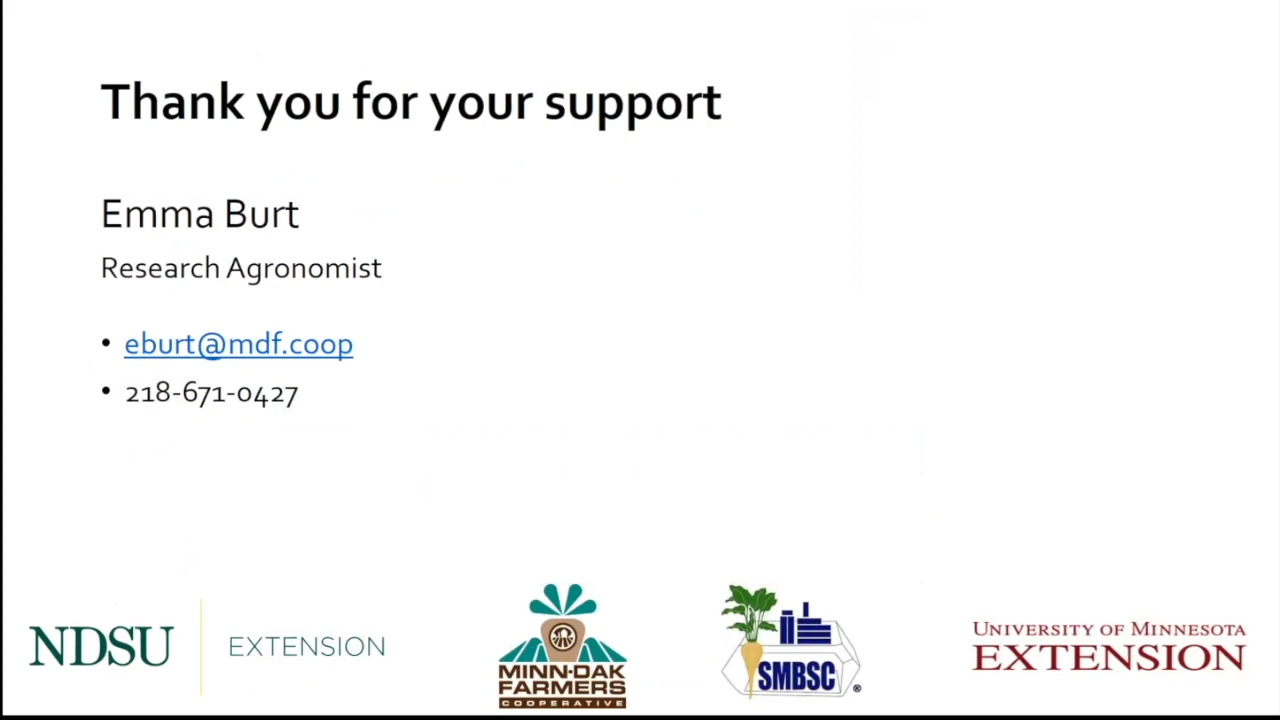 Thank you for your support
Emma Burt
Research Agronomist
• eburt@mdf.coop
• 218-671-0427
NDSU EXTENSION
MINN-DAK
FARMERS
COOPERATIVE
SMBSC
®
UNIVERSITY OF MINNESOTA
EXTENSION